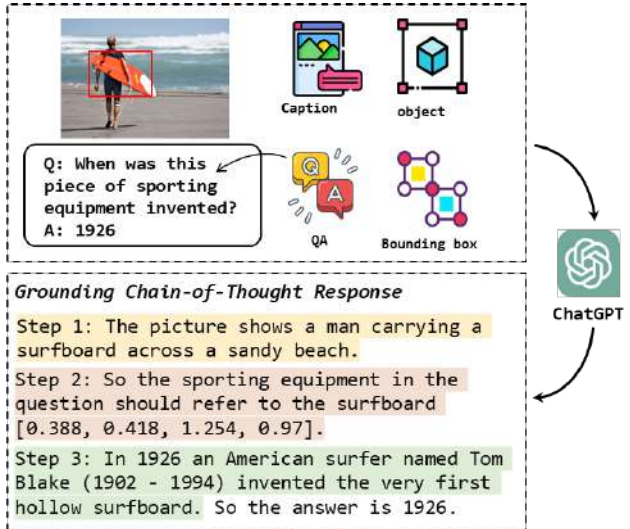 Caption
object
Q: When was this
piece of sporting
equipment invented?
A: 1926
Q
A
QA
Bounding box
ChatGPT
Grounding Chain-of-Thought Response
Step 1: The picture shows a man carrying a
surfboard across a sandy beach.
Step 2: So the sporting equipment in the
question should refer to the surfboard
[0.388, 0.418, 1.254, 0.97].
Step 3: In 1926 an American surfer named Tom
Blake (1902 - 1994) invented the very first
hollow surfboard. So the answer is 1926.